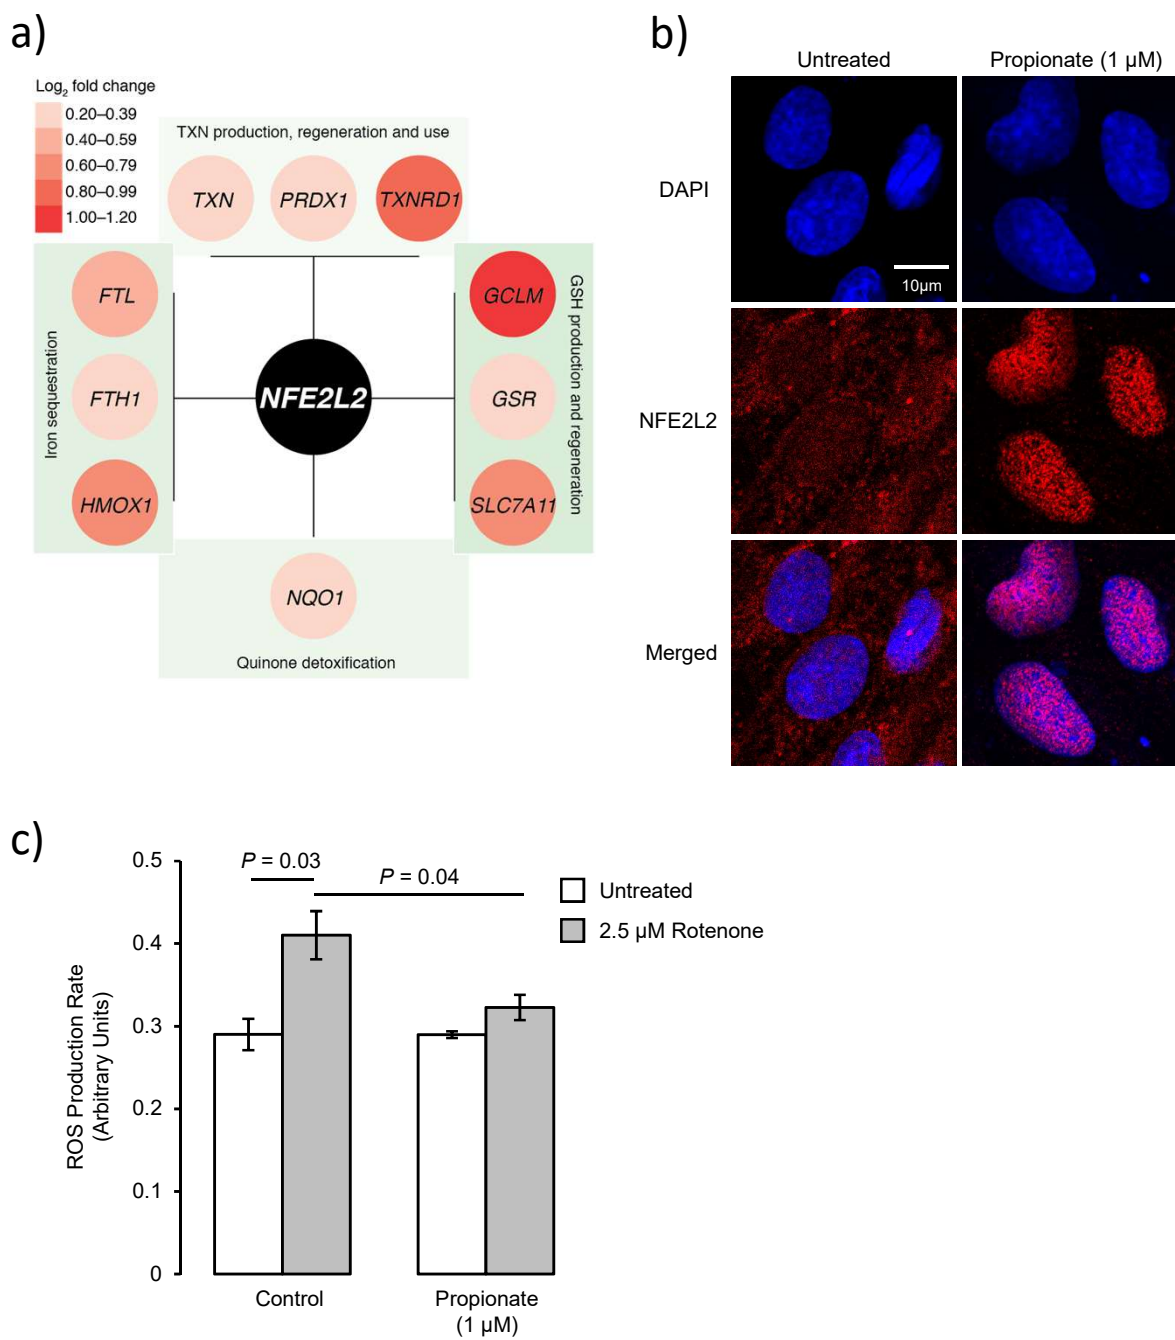 a)
Log2 fold change
0.20–0.39
0.40–0.59
0.60–0.79
0.80–0.99
1.00–1.20
TXN production, regeneration and use
TXN
PRDX1
TXNRD1
Iron sequestration
FTL
FTH1
HMOX1
NFE2L2
GCLM
GSR
SLC7A11
GSH production and regeneration
NQO1
Quinone detoxification
b)
Untreated
Propionate (1 µM)
DAPI
10µm
NFE2L2
Merged
c)
ROS Production Rate
(Arbitrary Units)
0.5
0.4
0.3
0.2
0.1
0
P = 0.03
P = 0.04
Untreated
2.5 µM Rotenone
Control
Propionate
(1 µM)